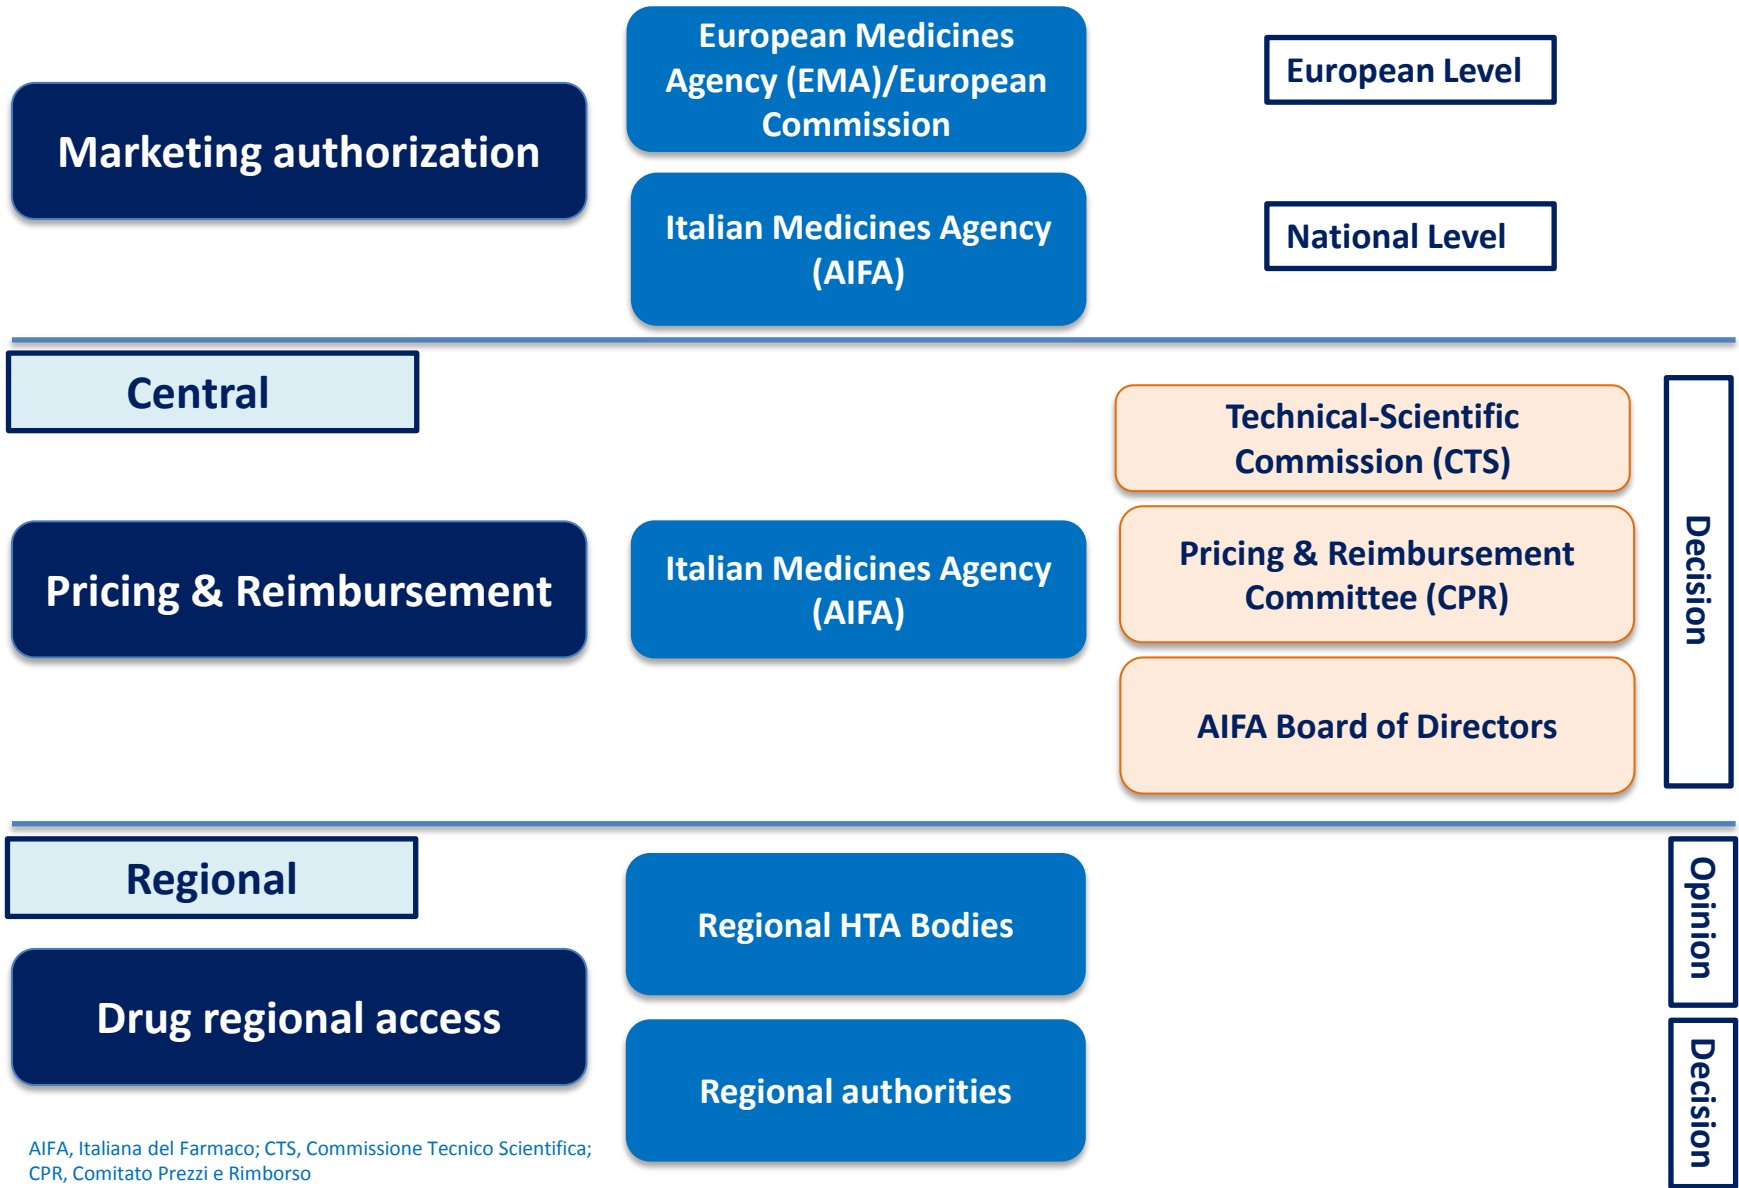 European Medicines
Agency (EMA)/European
Commission
European Level
Marketing authorization
Italian Medicines Agency
(AIFA)
National Level
Central
Technical-Scientific
Commission (CTS)
Pricing & Reimbursement
Italian Medicines Agency
(AIFA)
Pricing & Reimbursement
Committee (CPR)
AIFA Board of Directors
Decision
Regional
Regional HTA Bodies
Opinion
Drug regional access
Regional authorities
Decision
AIFA, Italiana del Farmaco; CTS, Commissione Tecnico Scientifica;
CPR, Comitato Prezzi e Rimborso